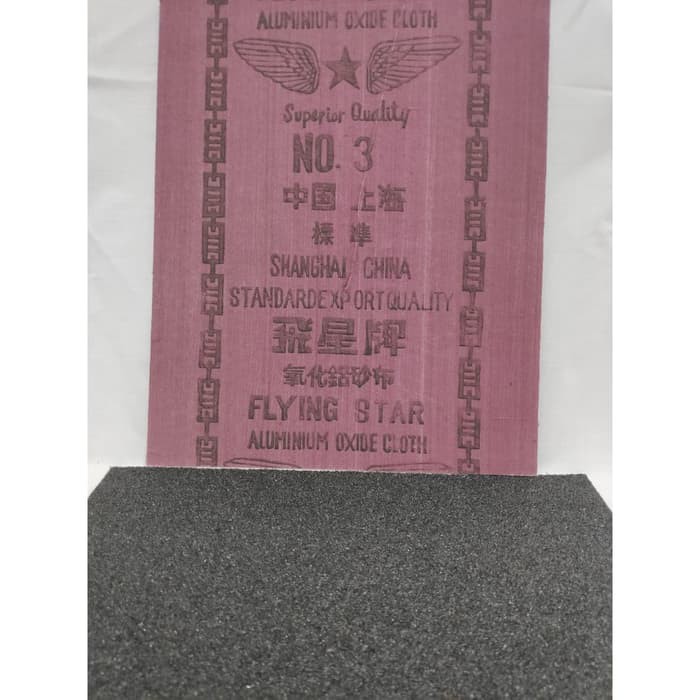 ALUMINIUM OXIDE CLOTH
Superior Quality
NO. 3
中国 上海
標 準
SHANGHAI CHINA
STANDARDEXPORTQUALITY
飛星牌
氧化鋁砂布
FLYING STAR
ALUMINIUM OXIDE CLOTH